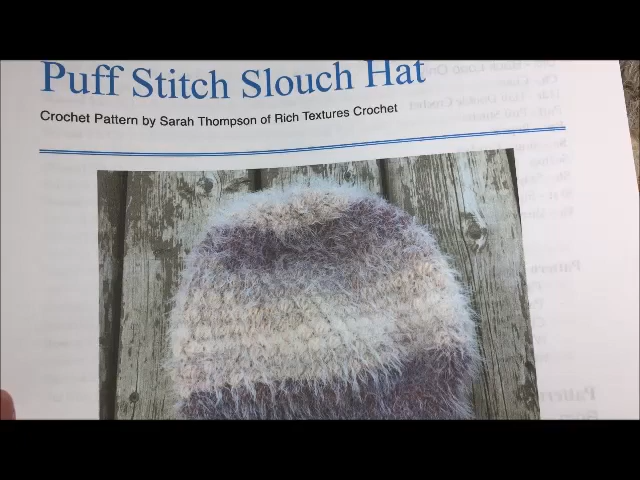 Puff Stitch Slouch Hat
Crochet Pattern by Sarah Thompson of Rich Textures Crochet